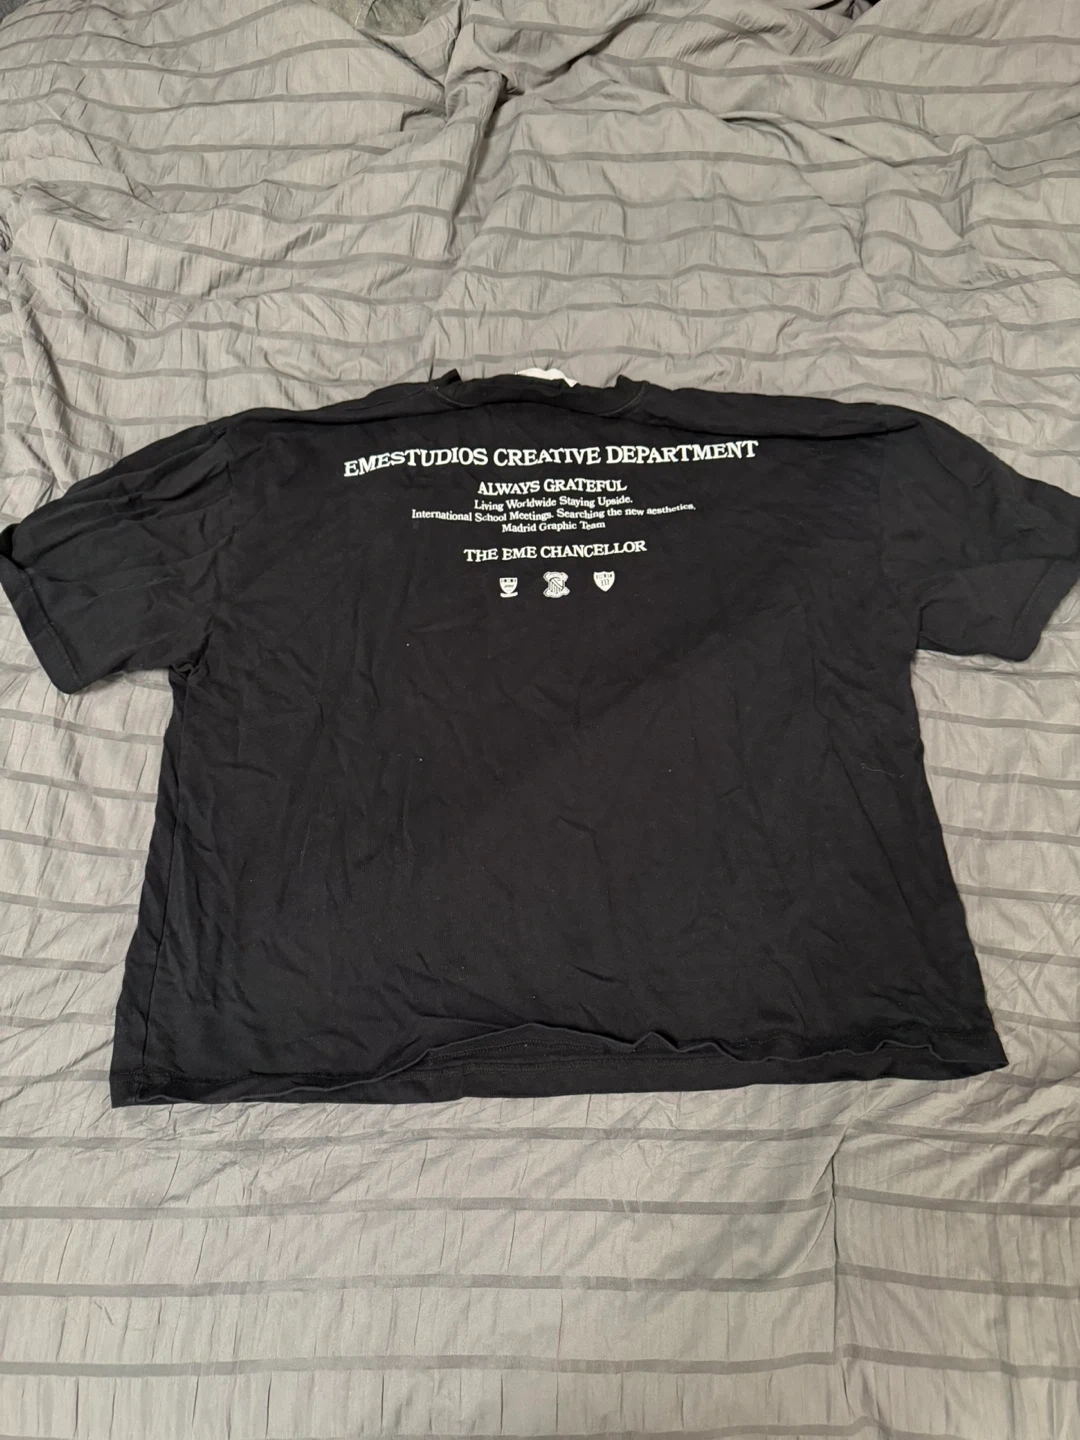 EMESTUDIOS CREATIVE DEPARTMENT
ALWAYS GRATEFUL
Living Worldwide Staying Upside.
International School Meetings. Searching the new aesthetics.
Madrid Graphic Team
THE EME CHANCELLOR